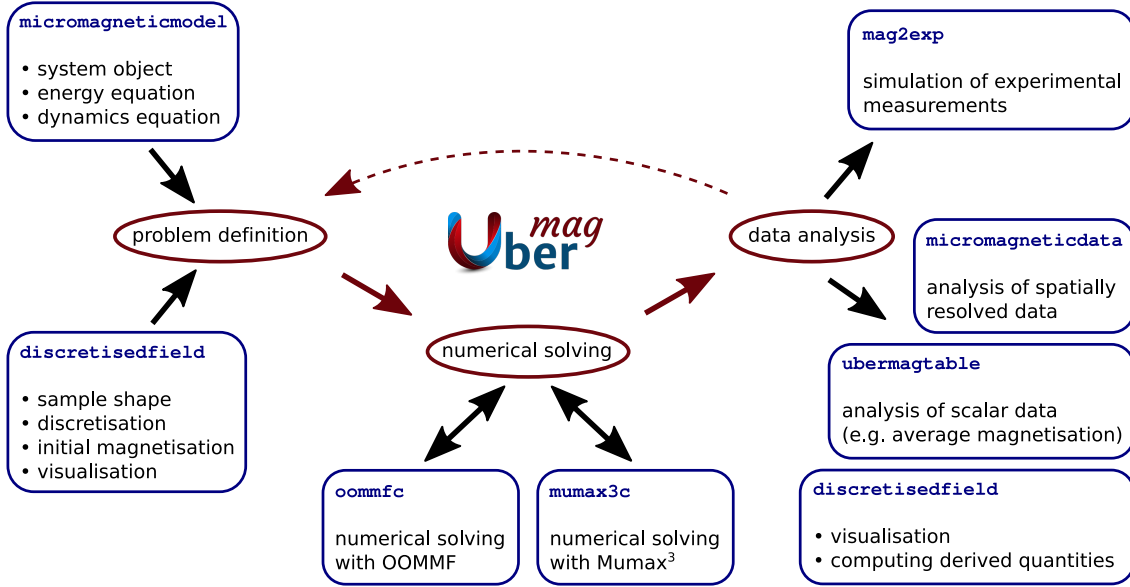 micromagneticmodel
• system object
• energy equation
• dynamics equation
mag2exp
simulation of experimental
measurements
problem definition
Uber mag
data analysis
micromagneticdata
analysis of spatially
resolved data
discretisedfield
• sample shape
• discretisation
• initial magnetisation
• visualisation
numerical solving
ubermagtable
analysis of scalar data
(e.g. average magnetisation)
oommfc
numerical solving
with OOMMF
mumax3c
numerical solving
with Mumax³
discretisedfield
• visualisation
• computing derived quantities